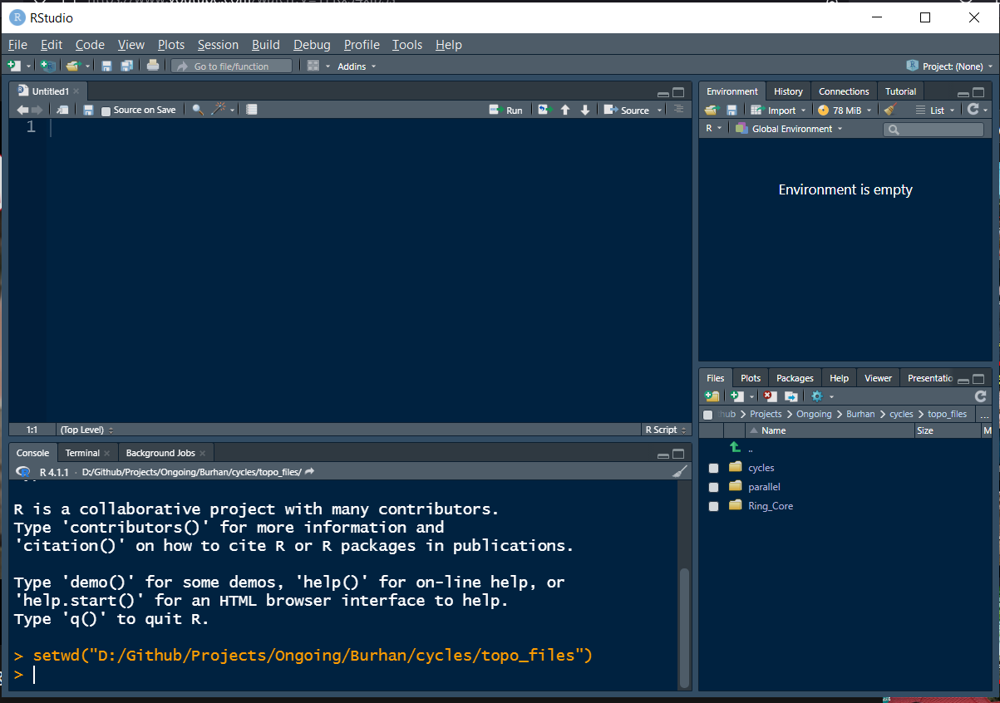 RStudio
File Edit Code View Plots Session Build Debug Profile Tools Help
Go to file/function Addins Project: (None)
Untitled1
Source on Save Run Source
1
1:1 (Top Level) R Script
Console Terminal Background Jobs
R 4.1.1 · D:/Github/Projects/Ongoing/Burhan/cycles/topo_files/
R is a collaborative project with many contributors.
Type 'contributors()' for more information and
'citation()' on how to cite R or R packages in publications.
Type 'demo()' for some demos, 'help()' for on-line help, or
'help.start()' for an HTML browser interface to help.
Type 'q()' to quit R.
> setwd("D:/Github/Projects/Ongoing/Burhan/cycles/topo_files")
>
Environment History Connections Tutorial
Import 78 MiB List
R Global Environment
Environment is empty
Files Plots Packages Help Viewer Presentatio
hub > Projects > Ongoing > Burhan > cycles > topo_files ...
Name Size M
..
cycles
parallel
Ring_Core